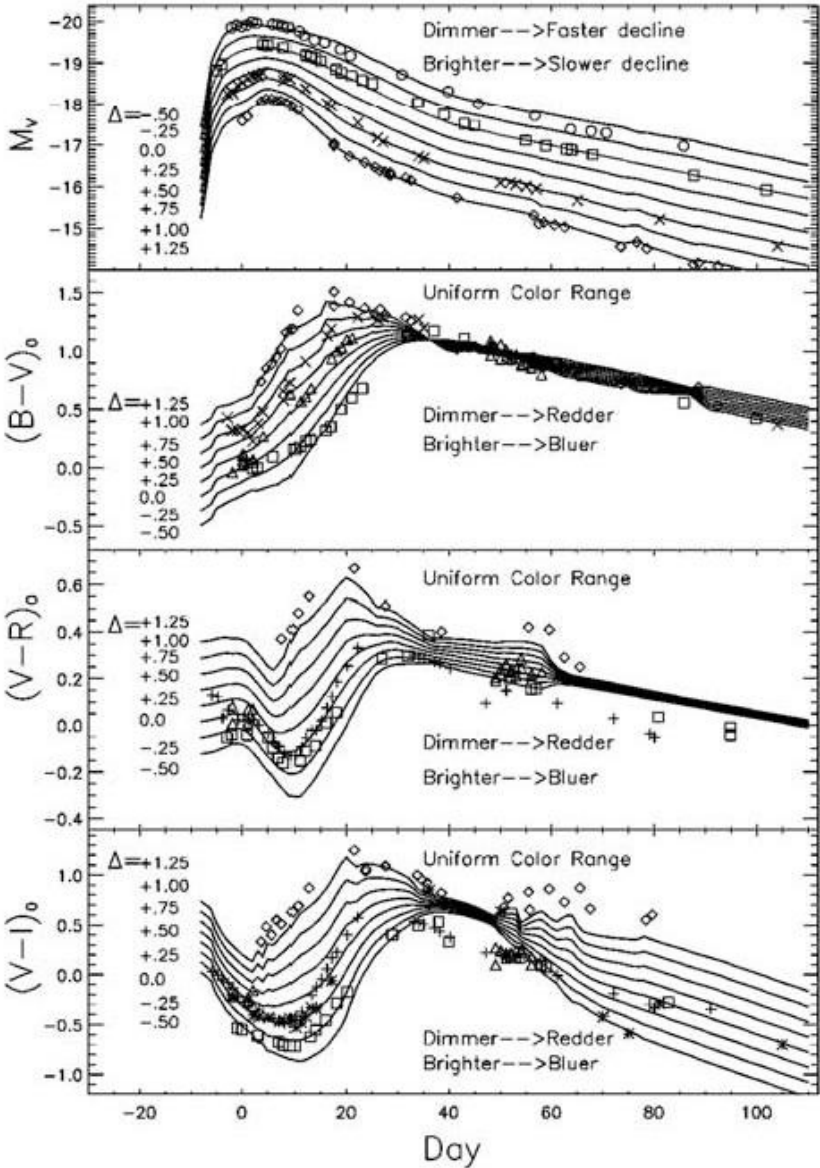 -20
Dimmer-->Faster decline
-19
Brighter-->Slower decline
-18
Δ=-.50
-.25
-17
0.0
+.25
-16
+.50
+.75
-15
+1.00
+1.25
Mv
1.5
Uniform Color Range
1.0
0.5
Δ=+1.25
+1.00
+.75
+.50
0.0
+.25
0.0
-.25
-0.5
-.50
Dimmer-->Redder
Brighter-->Bluer
(B-V)₀
0.6
Uniform Color Range
0.4
Δ=+1.25
+1.00
+.75
0.2
+.50
+.25
0.0
0.0
-.25
-.50
-0.2
-0.4
Dimmer-->Redder
Brighter-->Bluer
(V-R)₀
1.0
Δ=+1.25
Uniform Color Range
+1.00
+.75
0.5
+.50
+.25
0.0
0.0
-.25
-.50
-0.5
-1.0
Dimmer-->Redder
Brighter-->Bluer
(V-I)₀
-20 0 20 40 60 80 100
Day